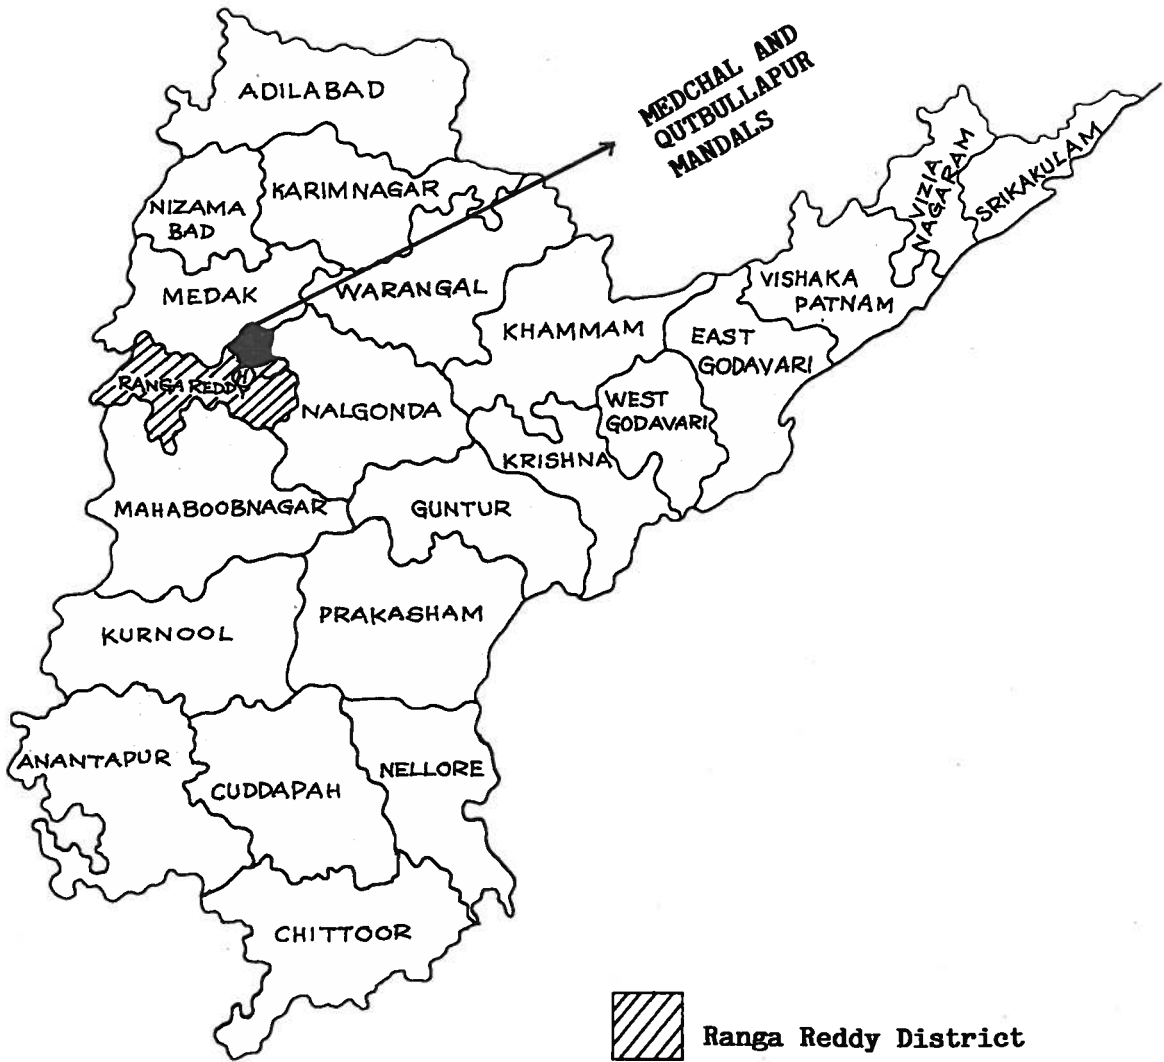 MEDCHAL AND
QUTBULLAPUR
MANDALS
ADILABAD
NIZAMA
BAD
KARIMNAGAR
MEDAK
WARANGAL
KHAMMAM
VIZIA
NAGARAM
SRIKAKULAM
VISHAKA
PATNAM
EAST
GODAVARI
WEST
GODAVARI
RANGA REDDY
NALGONDA
KRISHNA
MAHABOOBNAGAR
GUNTUR
KURNOOL
PRAKASHAM
ANANTAPUR
CUDDAPAH
NELLORE
CHITTOOR
Ranga Reddy District